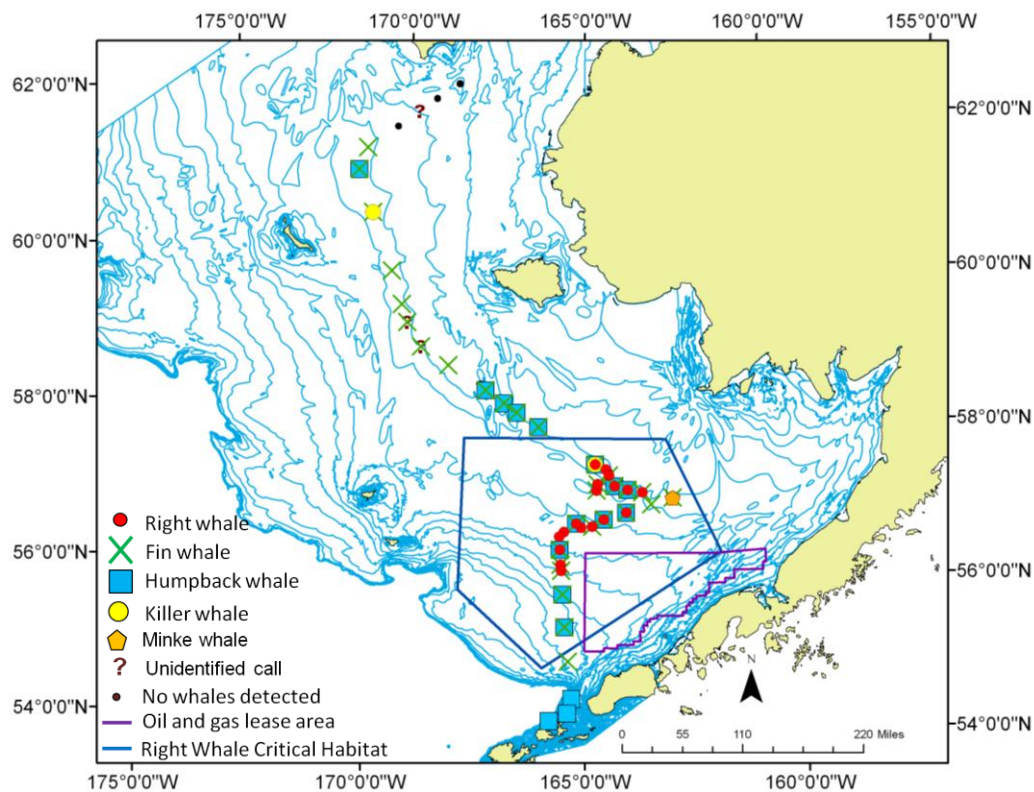 175°0'0"W 170°0'0"W 165°0'0"W 160°0'0"W 155°0'0"W
62°0'0"N 62°0'0"N
?
60°0'0"N 60°0'0"N
?
?
58°0'0"N 58°0'0"N
Right whale
Fin whale
56°0'0"N 56°0'0"N
Humpback whale
Killer whale
Minke whale
? Unidentified call
No whales detected
N
54°0'0"N 54°0'0"N
Oil and gas lease area
Right Whale Critical Habitat
0 55 110 220 Miles
175°0'0"W 170°0'0"W 165°0'0"W 160°0'0"W